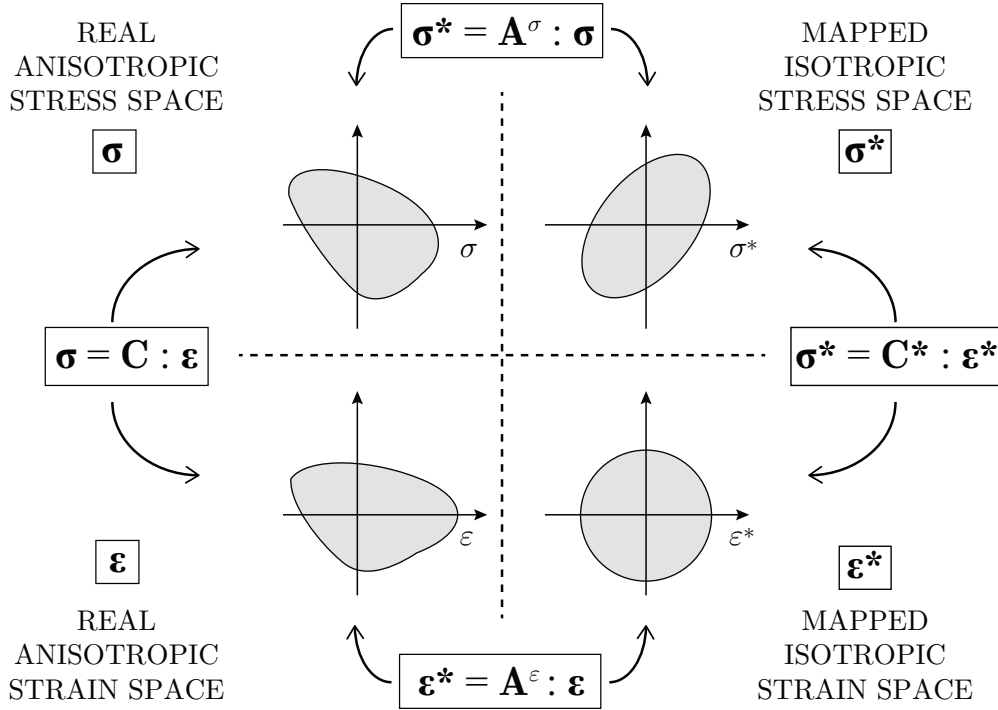 REAL
ANISOTROPIC
STRESS SPACE
σ
σ* = A^σ : σ
MAPPED
ISOTROPIC
STRESS SPACE
σ*
σ
σ*
σ = C : ε
σ* = C* : ε*
ε
ε*
ε
REAL
ANISOTROPIC
STRAIN SPACE
ε* = A^ε : ε
ε*
MAPPED
ISOTROPIC
STRAIN SPACE